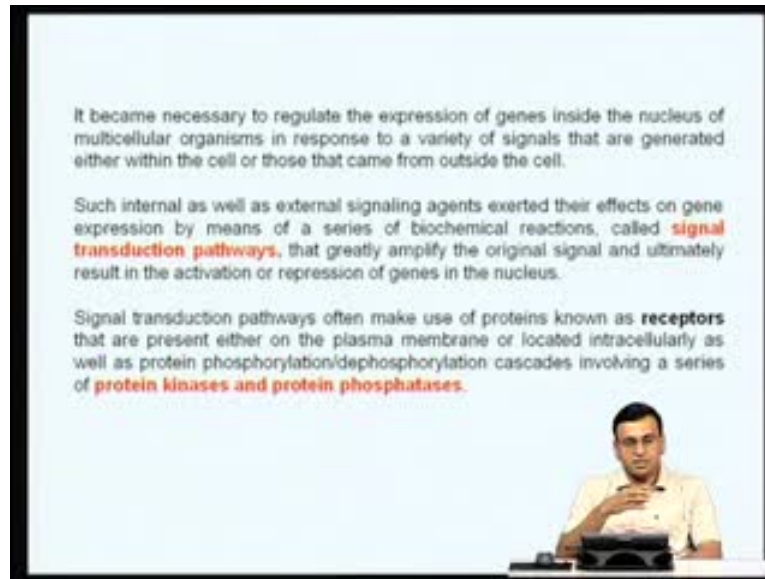 It became necessary to regulate the expression of genes inside the nucleus of
multicellular organisms in response to a variety of signals that are generated
either within the cell or those that came from outside the cell.
Such internal as well as external signaling agents exerted their effects on gene
expression by means of a series of biochemical reactions, called signal
transduction pathways, that greatly amplify the original signal and ultimately
result in the activation or repression of genes in the nucleus.
Signal transduction pathways often make use of proteins known as receptors
that are present either on the plasma membrane or located intracellularly as
well as protein phosphorylation/dephosphorylation cascades involving a series
of protein kinases and protein phosphatases.